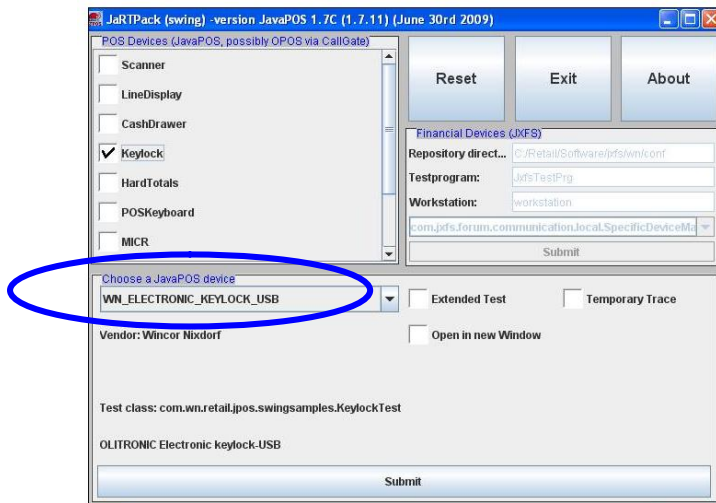 JaRTPack (swing) -version JavaPOS 1.7C (1.7.11) (June 30rd 2009)
POS Devices (JavaPOS, possibly OPOS via CallGate)
Scanner
LineDisplay
CashDrawer
Keylock
HardTotals
POSKeyboard
MICR
Reset
Exit
About
Financial Devices (JXFS)
Repository direct... C:/Retail/Software/jxfs/wn/conf
Testprogram: JxfsTestPrg
Workstation: workstation
com.jxfs.forum.communication.local.SpecificDeviceMa
Submit
Choose a JavaPOS device
WN_ELECTRONIC_KEYLOCK_USB
Extended Test
Temporary Trace
Vendor: Wincor Nixdorf
Open in new Window
Test class: com.wn.retail.jpos.swingsamples.KeylockTest
OLITRONIC Electronic keylock-USB
Submit